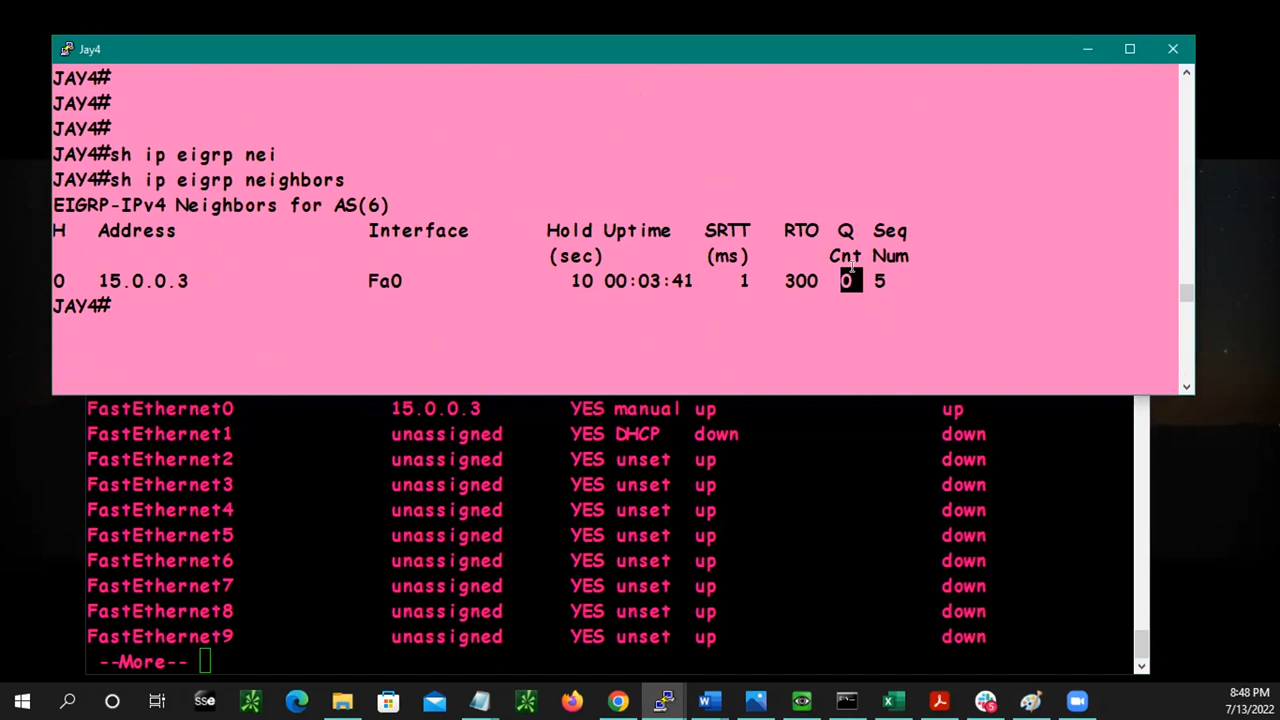 Jay4
JAY4#
JAY4#
JAY4#
JAY4#sh ip eigrp nei
JAY4#sh ip eigrp neighbors
EIGRP-IPv4 Neighbors for AS(6)
H Address Interface Hold Uptime SRTT RTO Q Seq
(sec) (ms) Cnt Num
0 15.0.0.3 Fa0 10 00:03:41 1 300 0 5
JAY4#
FastEthernet0 15.0.0.3 YES manual up up
FastEthernet1 unassigned YES DHCP down down
FastEthernet2 unassigned YES unset up down
FastEthernet3 unassigned YES unset up down
FastEthernet4 unassigned YES unset up down
FastEthernet5 unassigned YES unset up down
FastEthernet6 unassigned YES unset up down
FastEthernet7 unassigned YES unset up down
FastEthernet8 unassigned YES unset up down
FastEthernet9 unassigned YES unset up down
--More--
SSE
8:48 PM
7/13/2022